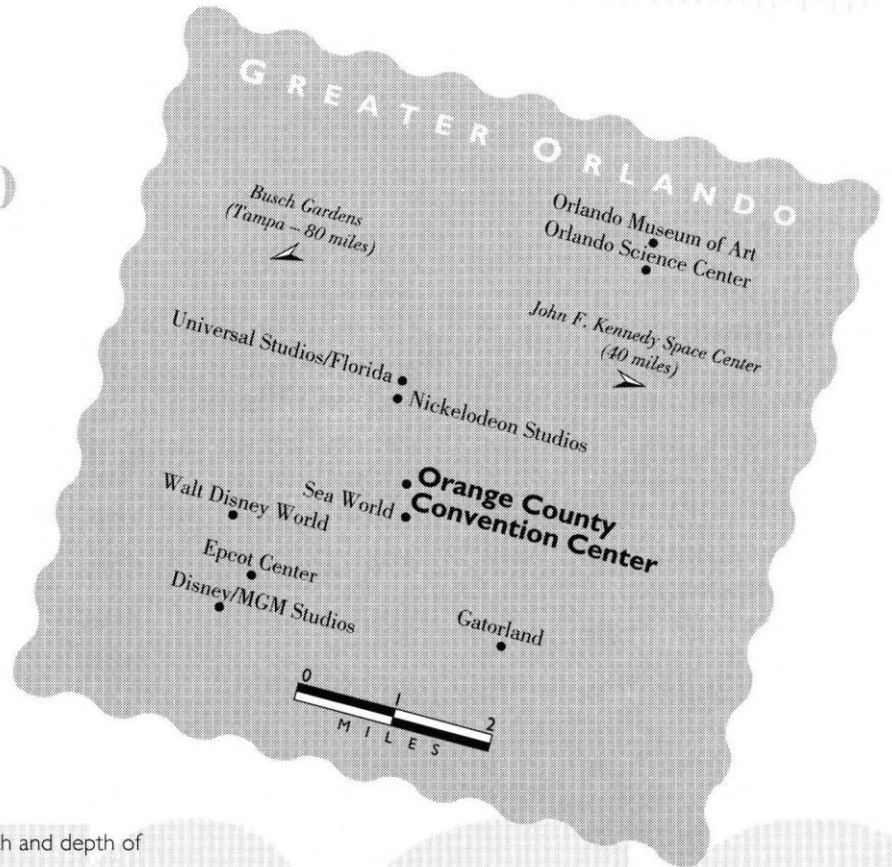 GREATER ORLANDO
Busch Gardens
(Tampa – 80 miles)
Orlando Museum of Art
Orlando Science Center
John F. Kennedy Space Center
(40 miles)
Universal Studios/Florida
Nickelodeon Studios
Sea World
Orange County
Convention Center
Walt Disney World
Epcot Center
Disney/MGM Studios
Gatorland
0 1 2
MILES
and depth of